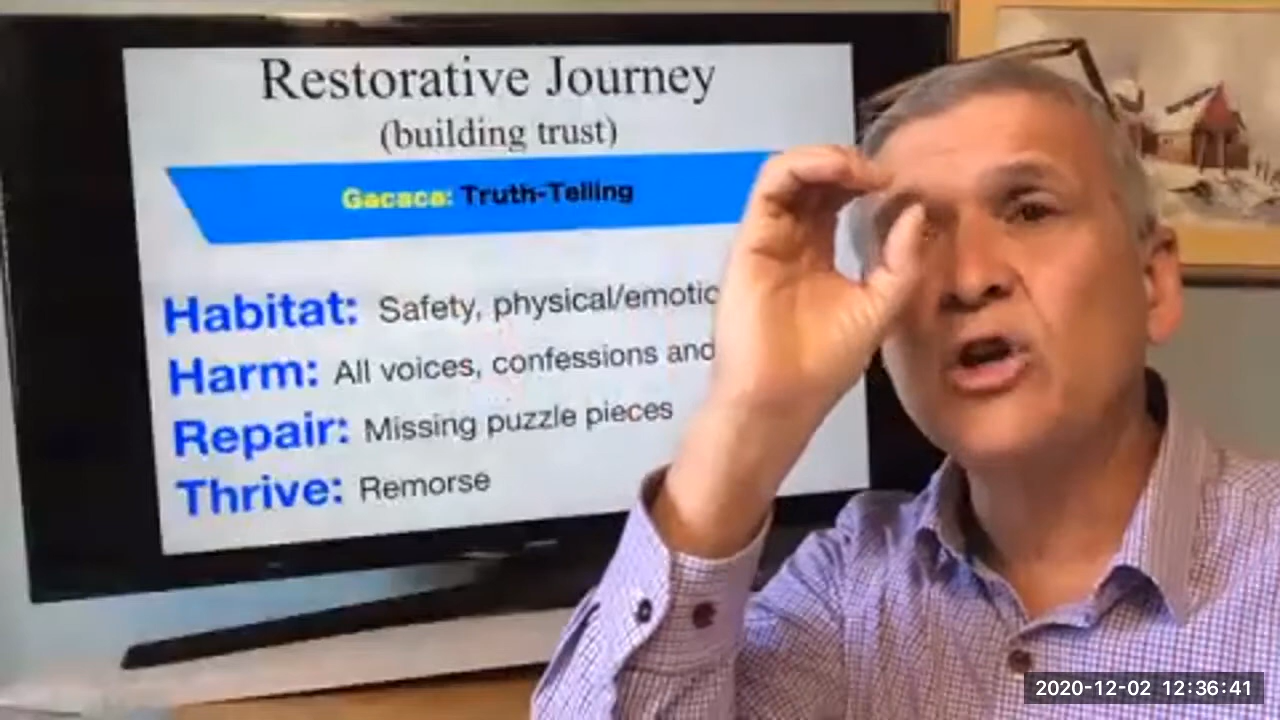 Restorative Journey
(building trust)
Gacaca: Truth-Telling
Habitat: Safety, physical/emotio
Harm: All voices, confessions and
Repair: Missing puzzle pieces
Thrive: Remorse
2020-12-02 12:36:41